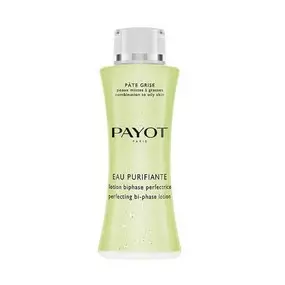 PÂTE GRISE
peaux mixtes à grasses
combination to oily skin
PAYOT
PARIS
EAU PURIFIANTE
lotion biphase perfectrice
perfecting bi-phase lotion